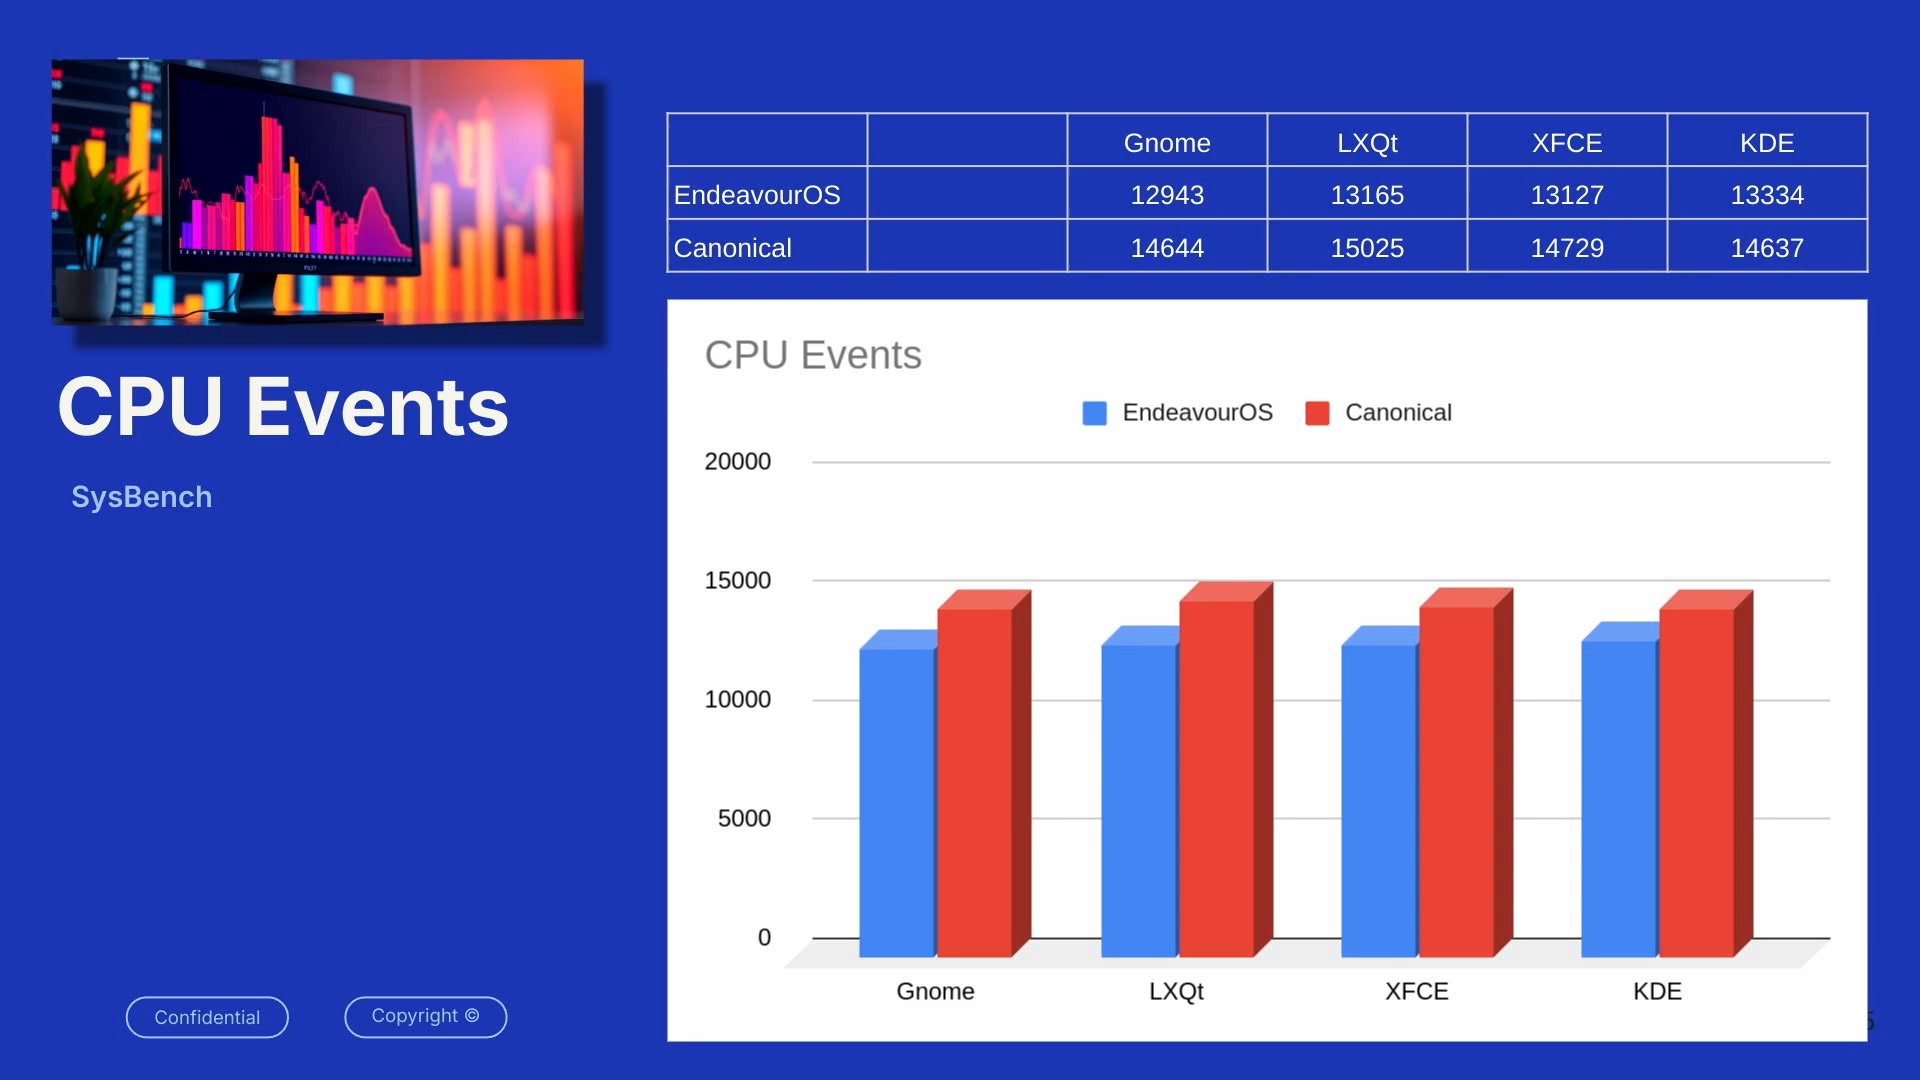 CPU Events
SysBench
Confidential
Copyright ©
Gnome LXQt XFCE KDE
EndeavourOS 12943 13165 13127 13334
Canonical 14644 15025 14729 14637
CPU Events
EndeavourOS Canonical
20000
15000
10000
5000
0
Gnome LXQt XFCE KDE